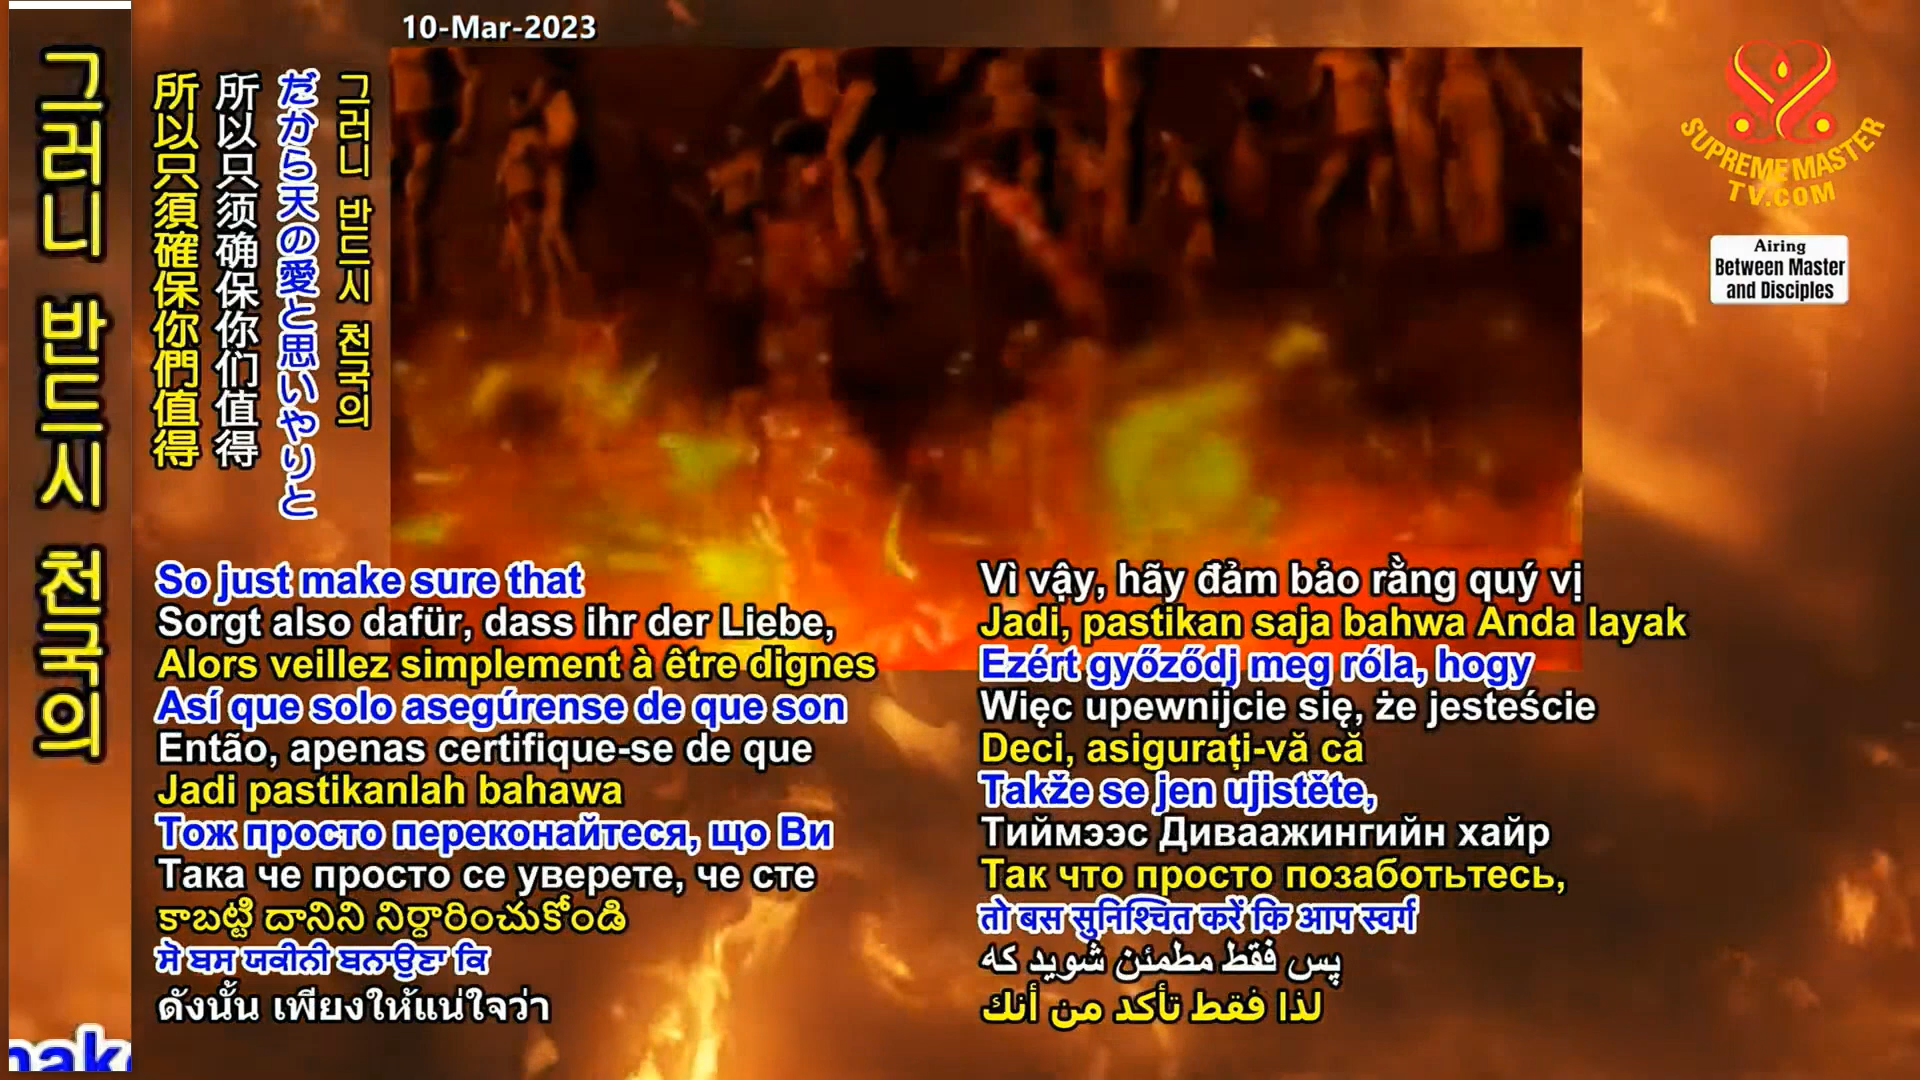 10-Mar-2023
그러니 반드시 천국의
所以只須確保你們值得
所以只须确保你们值得
だから天の愛と思いやりと
그러니 반드시 천국의
SUPREME MASTER
TV.COM
Airing
Between Master
and Disciples
So just make sure that
Sorgt also dafür, dass ihr der Liebe,
Alors veillez simplement à être dignes
Así que solo asegúrense de que son
Então, apenas certifique-se de que
Jadi pastikanlah bahawa
Тож просто переконайтеся, що Ви
Така че просто се уверете, че сте
కాబట్టి దానిని నిర్ధారించుకోండి
ਸੋ ਬਸ ਯਕੀਨੀ ਬਨਾਉਣਾ ਕਿ
ดังนั้น เพียงให้แน่ใจว่า
Vì vậy, hãy đảm bảo rằng quý vị
Jadi, pastikan saja bahwa Anda layak
Ezért győződj meg róla, hogy
Więc upewnijcie się, że jesteście
Deci, asigurați-vă că
Takže se jen ujistěte,
Тиймээс Диваажингийн хайр
Так что просто позаботьтесь,
तो बस सुनिश्चित करें कि आप स्वर्ग
پس فقط مطمئن شوید که
لذا فقط تأكد من أنك